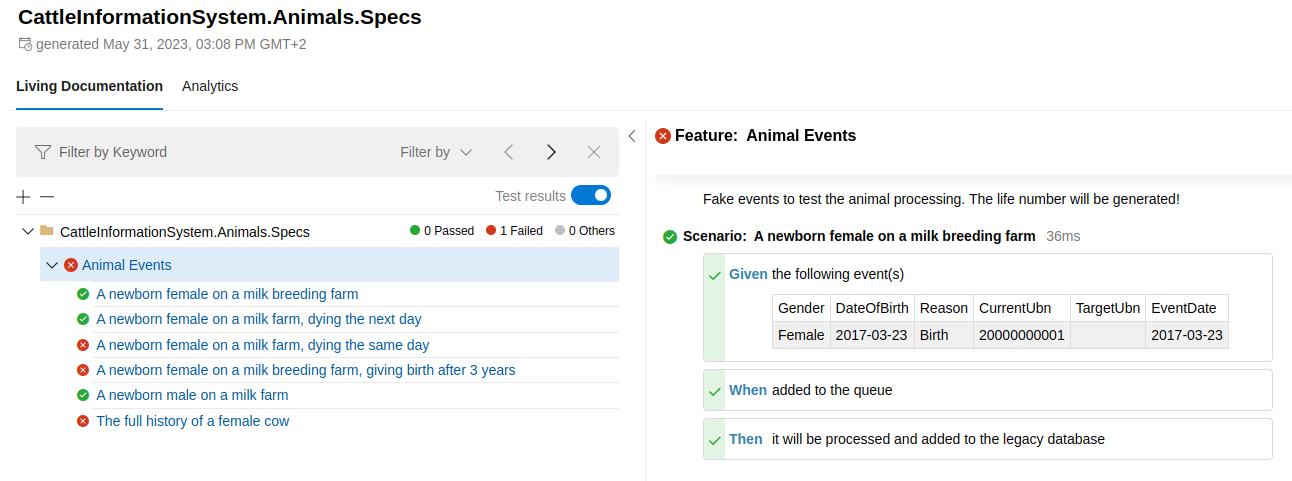 CattleInformationSystem.Animals.Specs
generated May 31, 2023, 03:08 PM GMT+2
Living Documentation Analytics
Filter by Keyword Filter by
Test results
CattleInformationSystem.Animals.Specs 0 Passed 1 Failed 0 Others
Animal Events
A newborn female on a milk breeding farm
A newborn female on a milk farm, dying the next day
A newborn female on a milk farm, dying the same day
A newborn female on a milk breeding farm, giving birth after 3 years
A newborn male on a milk farm
The full history of a female cow
Feature: Animal Events
Fake events to test the animal processing. The life number will be generated!
Scenario: A newborn female on a milk breeding farm 36ms
Given the following event(s)
Gender DateOfBirth Reason CurrentUbn TargetUbn EventDate
Female 2017-03-23 Birth 20000000001 2017-03-23
When added to the queue
Then it will be processed and added to the legacy database